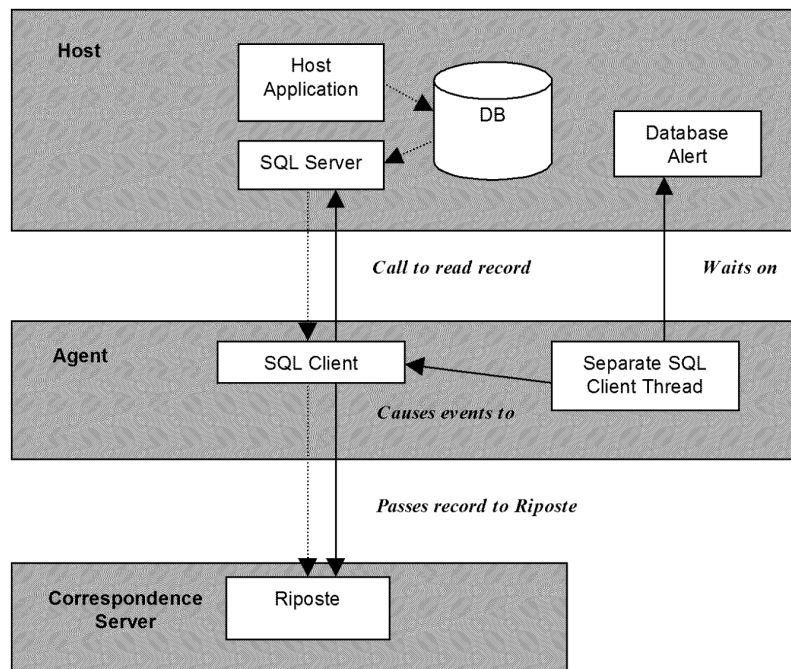 Host
Host
Application
DB
SQL Server
Database
Alert
Call to read record
Waits on
Agent
SQL Client
Separate SQL
Client Thread
Causes events to
Passes record to Riposte
Correspondence
Server
Riposte